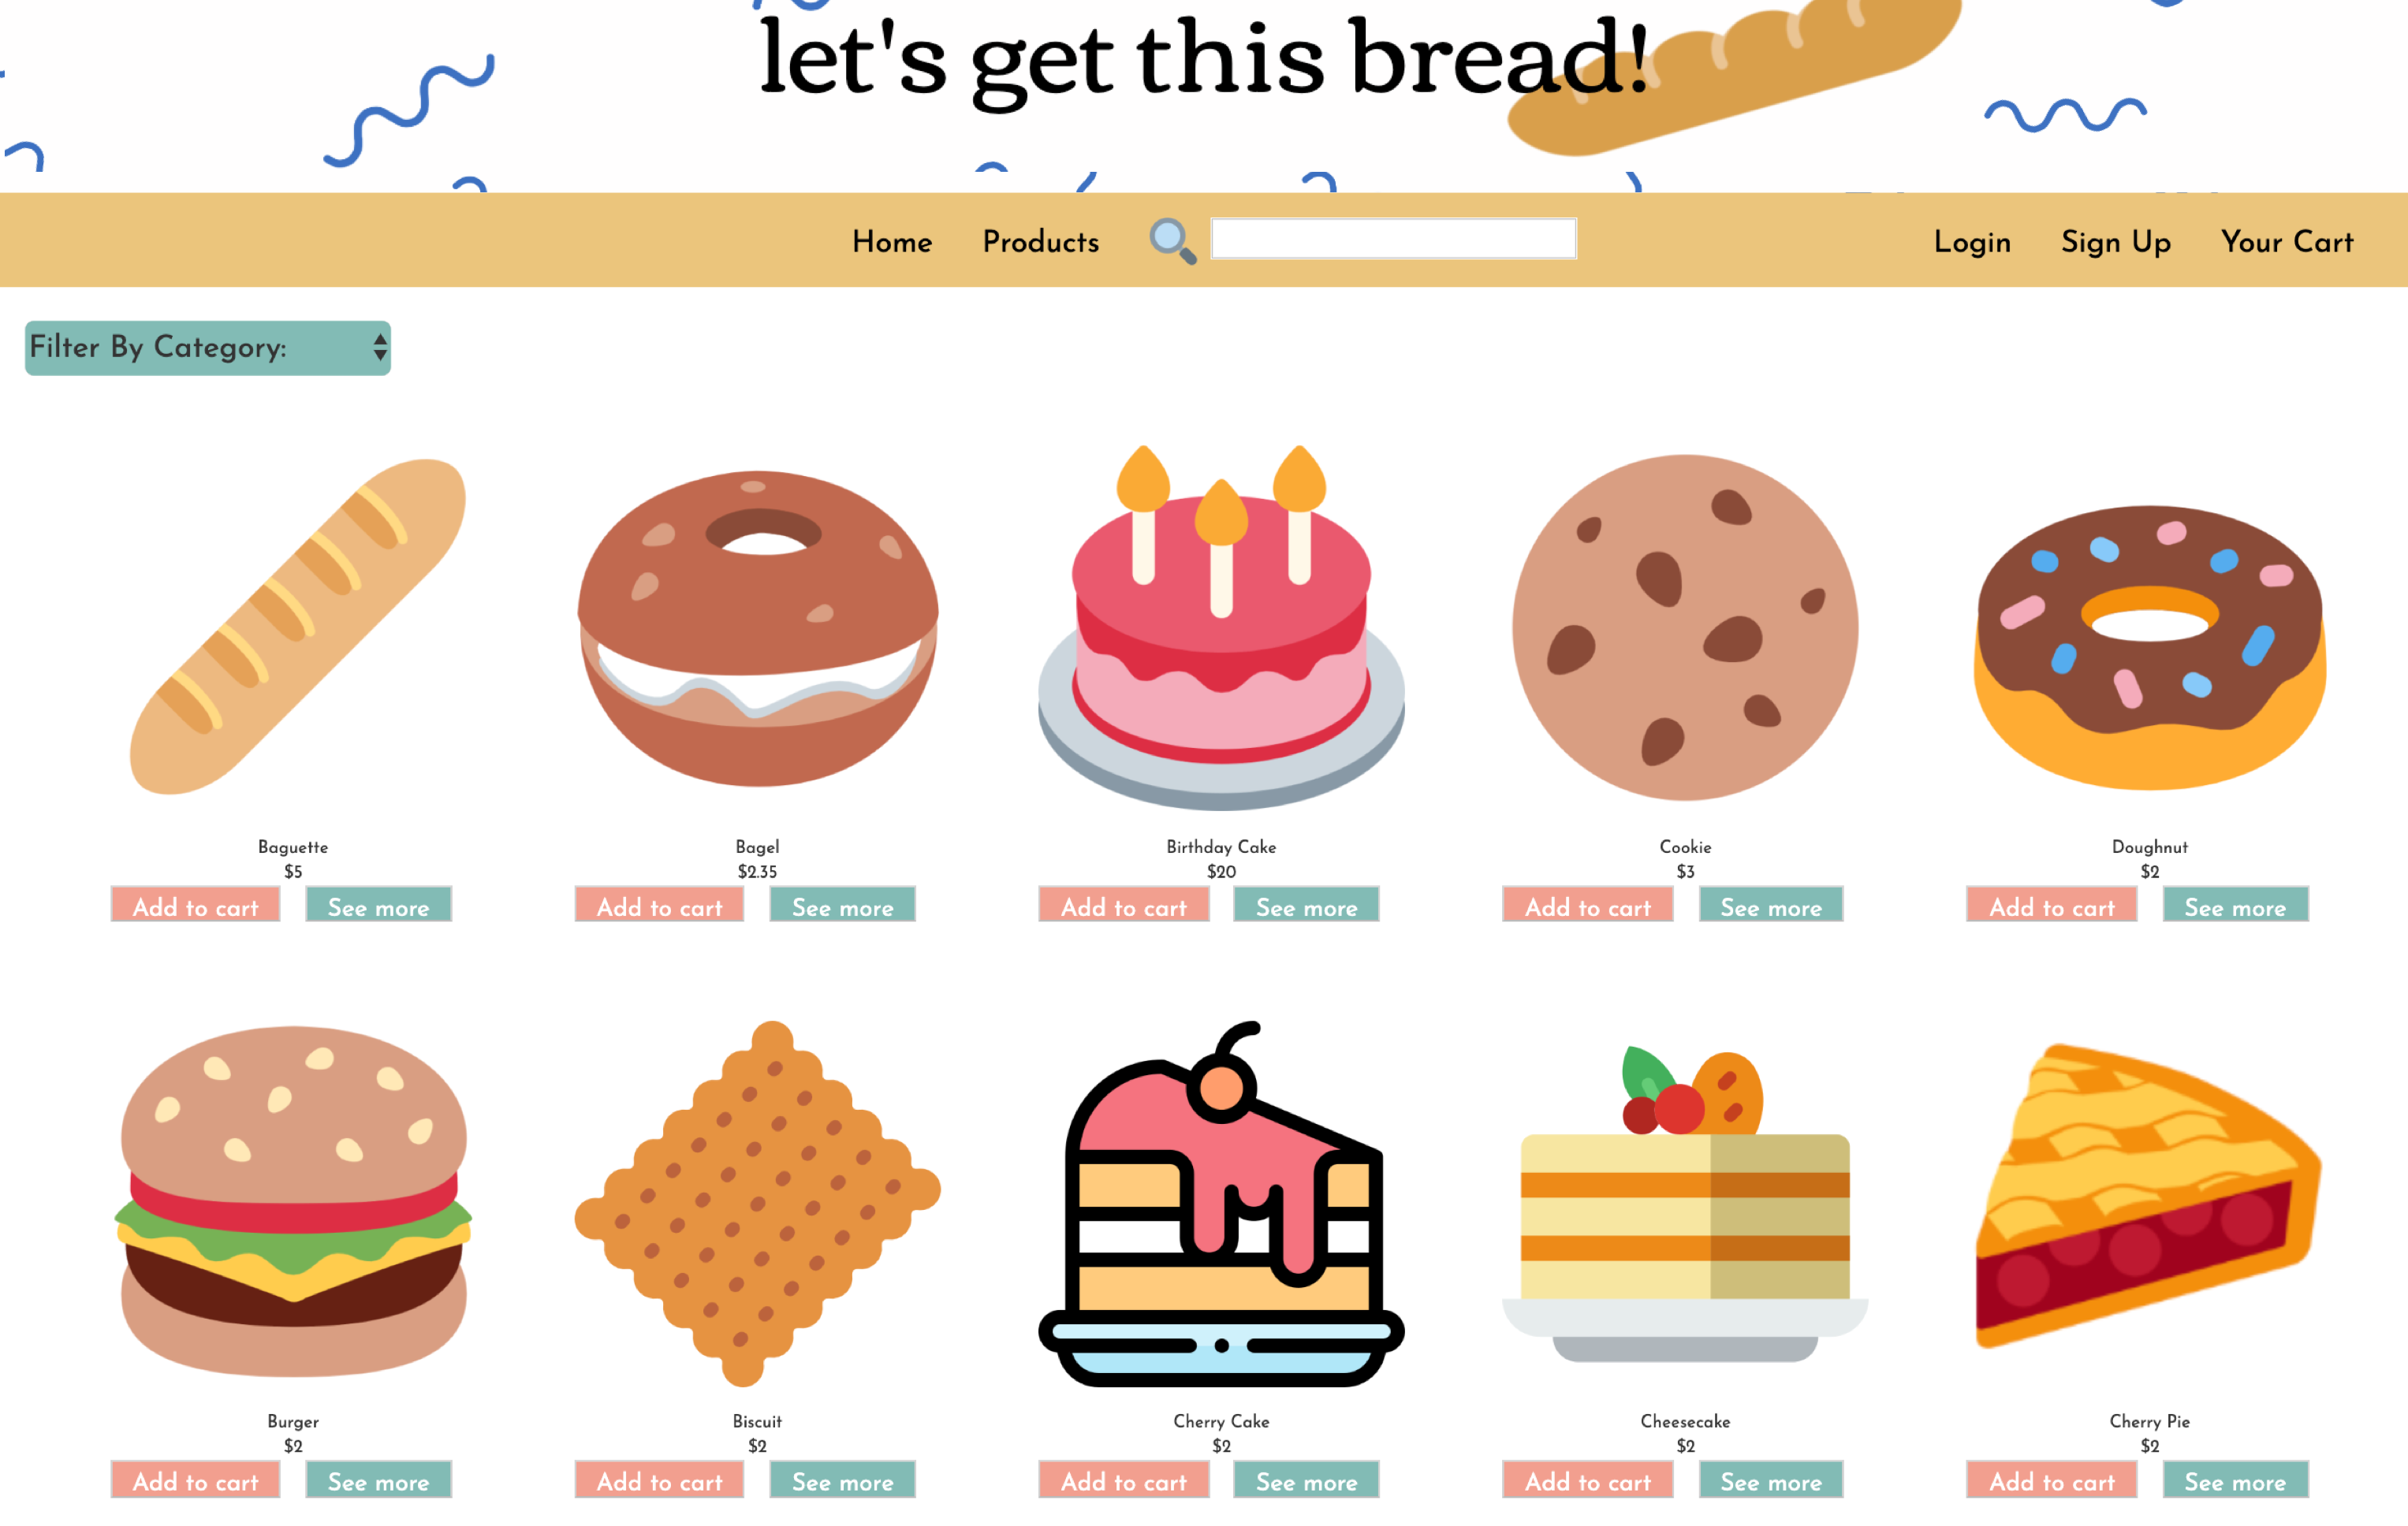 let's get this bread!
Home Products Login Sign Up Your Cart
Filter By Category:
Baguette Bagel Birthday Cake Cookie Doughnut
$5 $2.35 $20 $3 $2
Add to cart See more Add to cart See more Add to cart See more Add to cart See more Add to cart See more
Burger Biscuit Cherry Cake Cheesecake Cherry Pie
$2 $2 $2 $2 $2
Add to cart See more Add to cart See more Add to cart See more Add to cart See more Add to cart See more